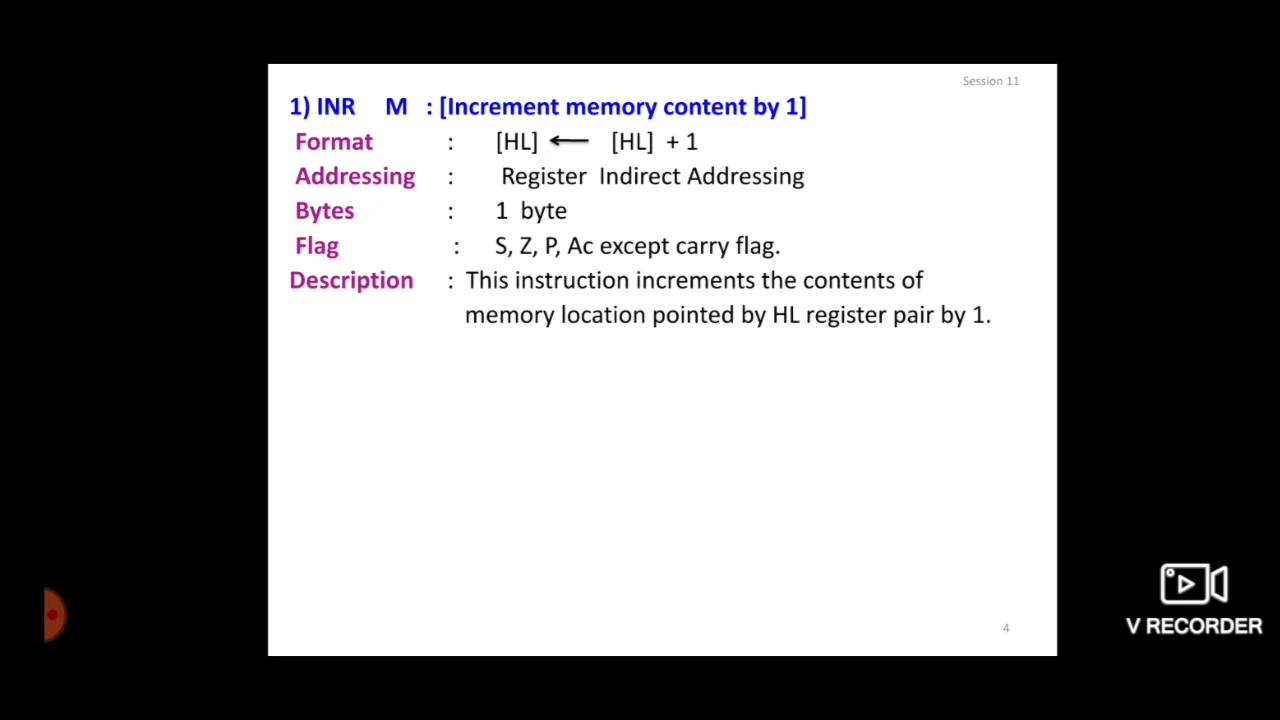 Session 11
1) INR M : [Increment memory content by 1]
Format : [HL] ⟵ [HL] + 1
Addressing : Register Indirect Addressing
Bytes : 1 byte
Flag : S, Z, P, Ac except carry flag.
Description : This instruction increments the contents of
memory location pointed by HL register pair by 1.
4
V RECORDER